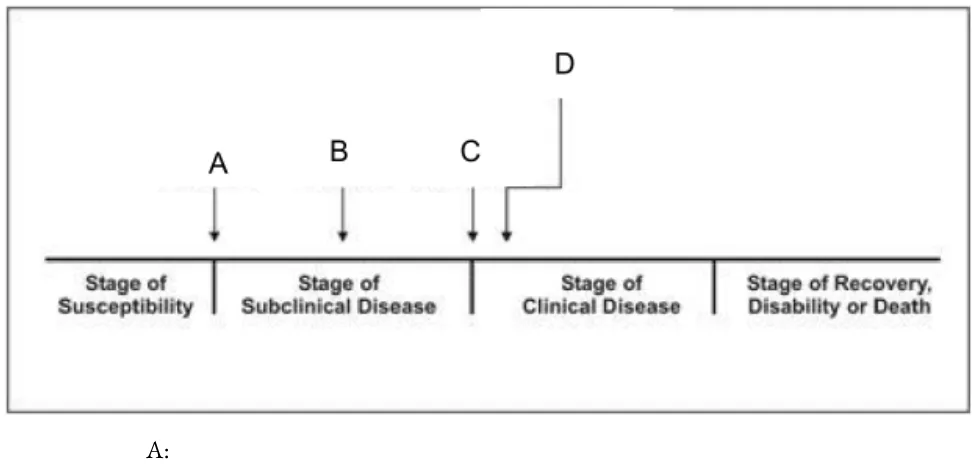 D
A
B
C
Stage of
Susceptibility
Stage of
Subclinical Disease
Stage of
Clinical Disease
Stage of Recovery,
Disability or Death
A: